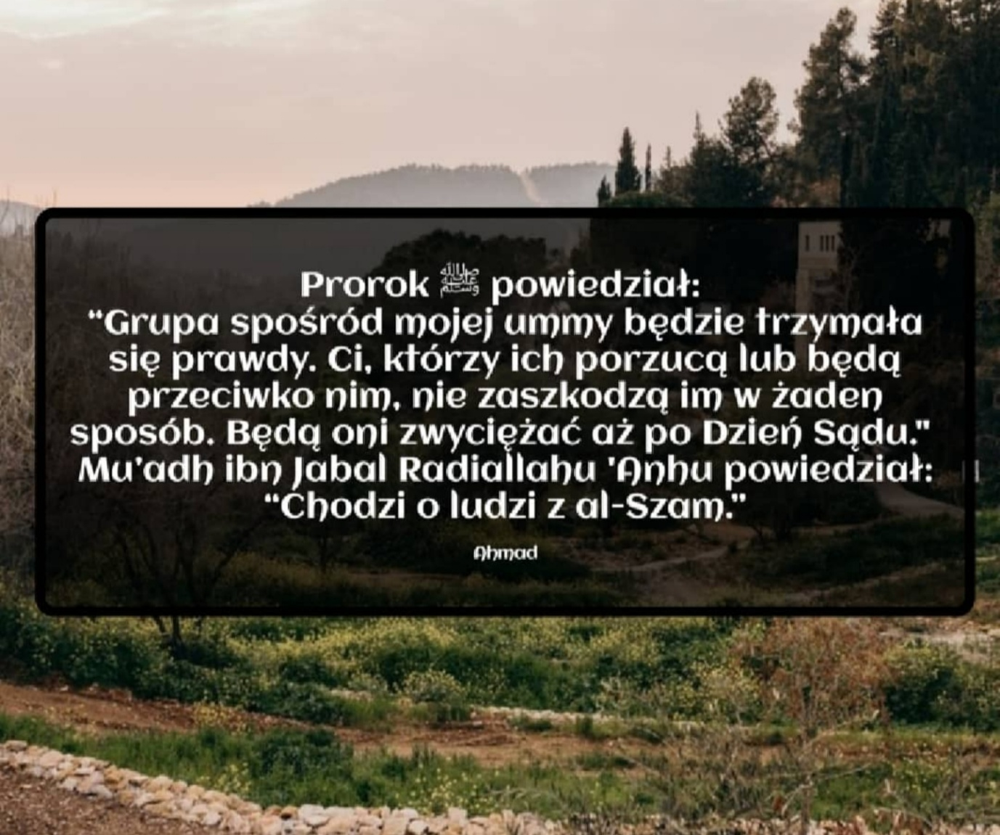 Prorok ﷺ powiedział:
“Grupa spośród mojej ummy będzie trzymała
się prawdy. Ci, którzy ich porzucą lub będą
przeciwko nim, nie zaszkodzą im w żaden
sposób. Będą oni zwyciężać aż po Dzień Sądu."
Mu'adh ibn Jabal Radiallahu 'Anhu powiedział:
“Chodzi o ludzi z al-Szam."
Ahmad